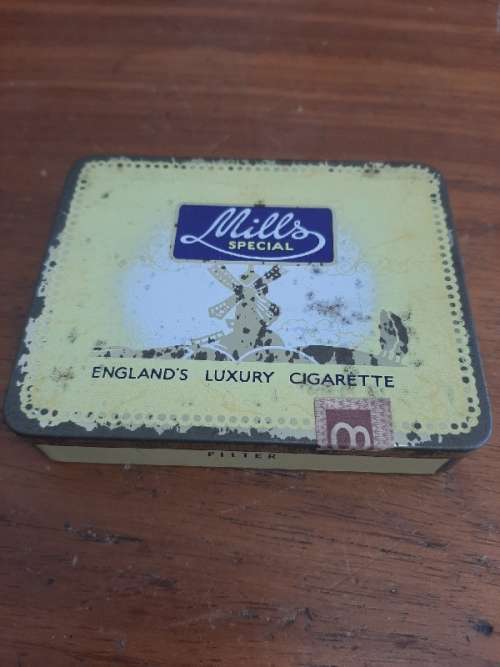 Mills
SPECIAL
ENGLAND'S LUXURY CIGARETTE
FILTER